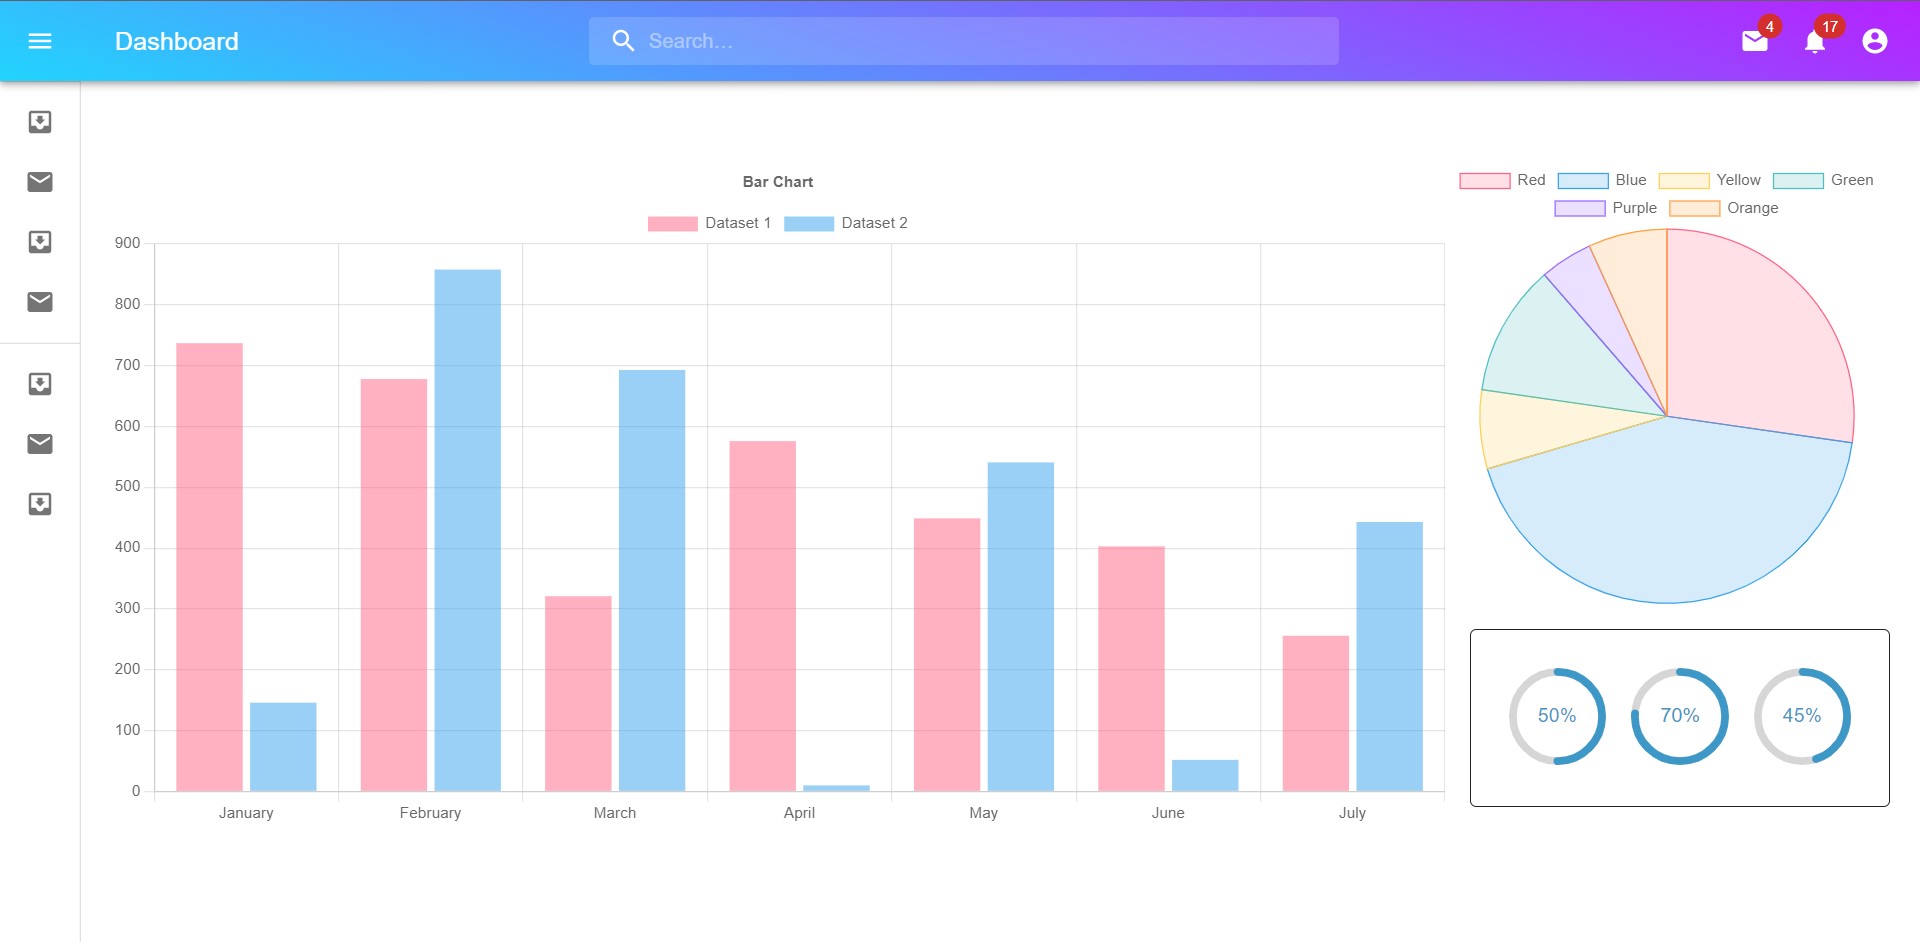 Dashboard
Search...
4
17
Bar Chart
Dataset 1 Dataset 2
900
800
700
600
500
400
300
200
100
0
January February March April May June July
Red Blue Yellow Green
Purple Orange
50% 70% 45%